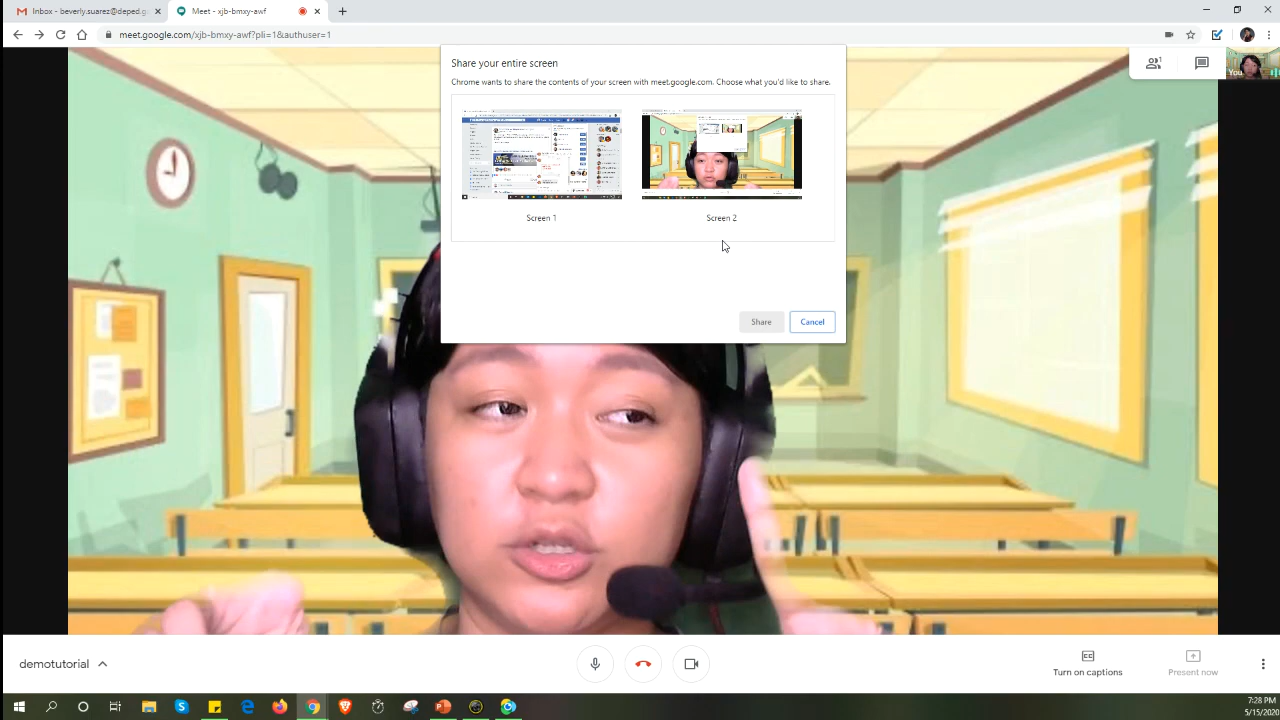 Inbox - beverly.suarez@deped.g
Meet - xjb-bmxy-awf
meet.google.com/xjb-bmxy-awf?pli=1&authuser=1
Share your entire screen
Chrome wants to share the contents of your screen with meet.google.com. Choose what you'd like to share.
Screen 1
Screen 2
Share
Cancel
1
You
demotutorial
CC
Turn on captions
Present now
7:28 PM
5/15/2020